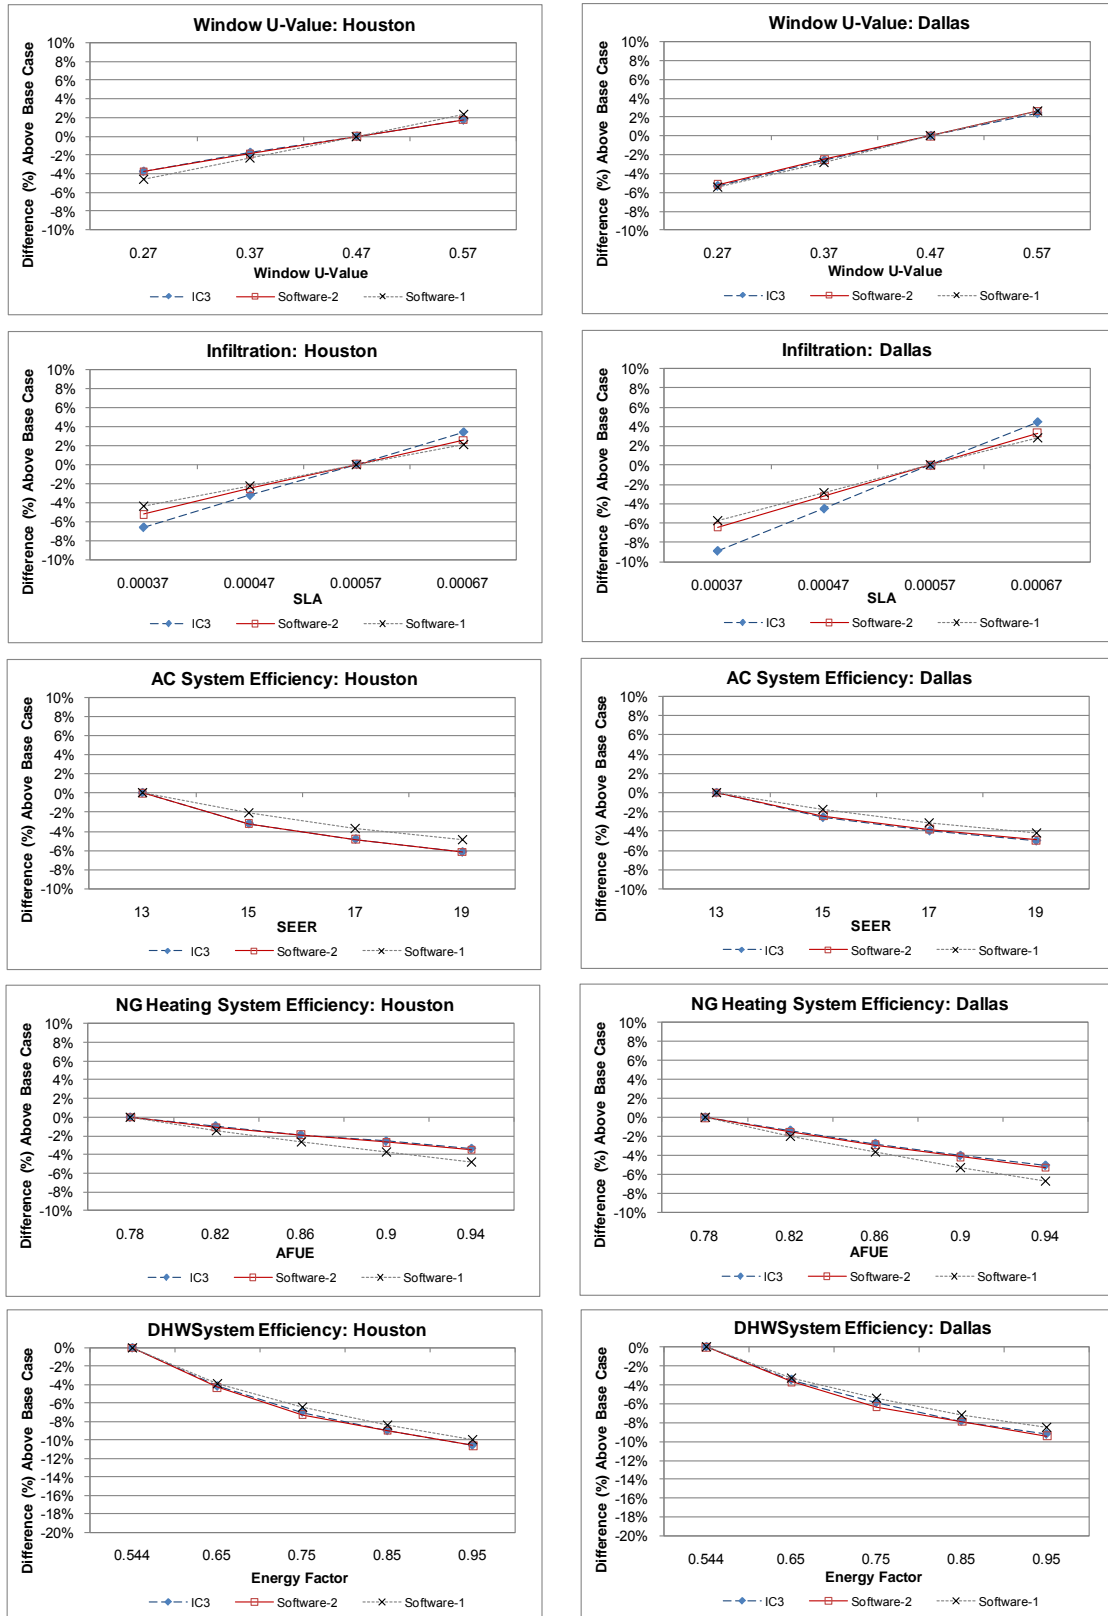 Window U-Value: Houston
Difference (%) Above Base Case
10%
8%
6%
4%
2%
0%
-2%
-4%
-6%
-8%
-10%
0.27 0.37 0.47 0.57
Window U-Value
IC3 Software-2 Software-1
Window U-Value: Dallas
Difference (%) Above Base Case
10%
8%
6%
4%
2%
0%
-2%
-4%
-6%
-8%
-10%
0.27 0.37 0.47 0.57
Window U-Value
IC3 Software-2 Software-1
Infiltration: Houston
Difference (%) Above Base Case
10%
8%
6%
4%
2%
0%
-2%
-4%
-6%
-8%
-10%
0.00037 0.00047 0.00057 0.00067
SLA
IC3 Software-2 Software-1
Infiltration: Dallas
Difference (%) Above Base Case
10%
8%
6%
4%
2%
0%
-2%
-4%
-6%
-8%
-10%
0.00037 0.00047 0.00057 0.00067
SLA
IC3 Software-2 Software-1
AC System Efficiency: Houston
Difference (%) Above Base Case
10%
8%
6%
4%
2%
0%
-2%
-4%
-6%
-8%
-10%
13 15 17 19
SEER
IC3 Software-2 Software-1
AC System Efficiency: Dallas
Difference (%) Above Base Case
10%
8%
6%
4%
2%
0%
-2%
-4%
-6%
-8%
-10%
13 15 17 19
SEER
IC3 Software-2 Software-1
NG Heating System Efficiency: Houston
Difference (%) Above Base Case
10%
8%
6%
4%
2%
0%
-2%
-4%
-6%
-8%
-10%
0.78 0.82 0.86 0.9 0.94
AFUE
IC3 Software-2 Software-1
NG Heating System Efficiency: Dallas
Difference (%) Above Base Case
10%
8%
6%
4%
2%
0%
-2%
-4%
-6%
-8%
-10%
0.78 0.82 0.86 0.9 0.94
AFUE
IC3 Software-2 Software-1
DHWSystem Efficiency: Houston
Difference (%) Above Base Case
0%
-2%
-4%
-6%
-8%
-10%
-12%
-14%
-16%
-18%
-20%
0.544 0.65 0.75 0.85 0.95
Energy Factor
IC3 Software-2 Software-1
DHWSystem Efficiency: Dallas
Difference (%) Above Base Case
0%
-2%
-4%
-6%
-8%
-10%
-12%
-14%
-16%
-18%
-20%
0.544 0.65 0.75 0.85 0.95
Energy Factor
IC3 Software-2 Software-1